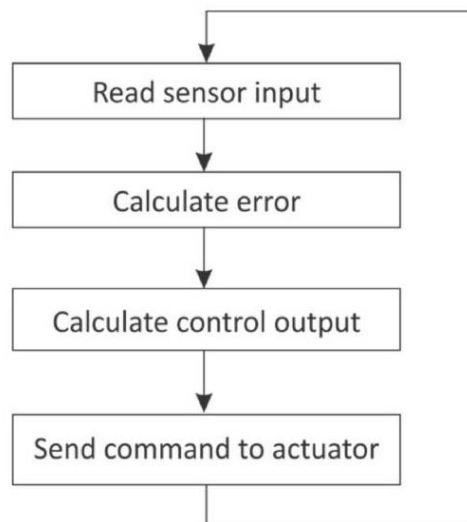 Read sensor input
Calculate error
Calculate control output
Send command to actuator